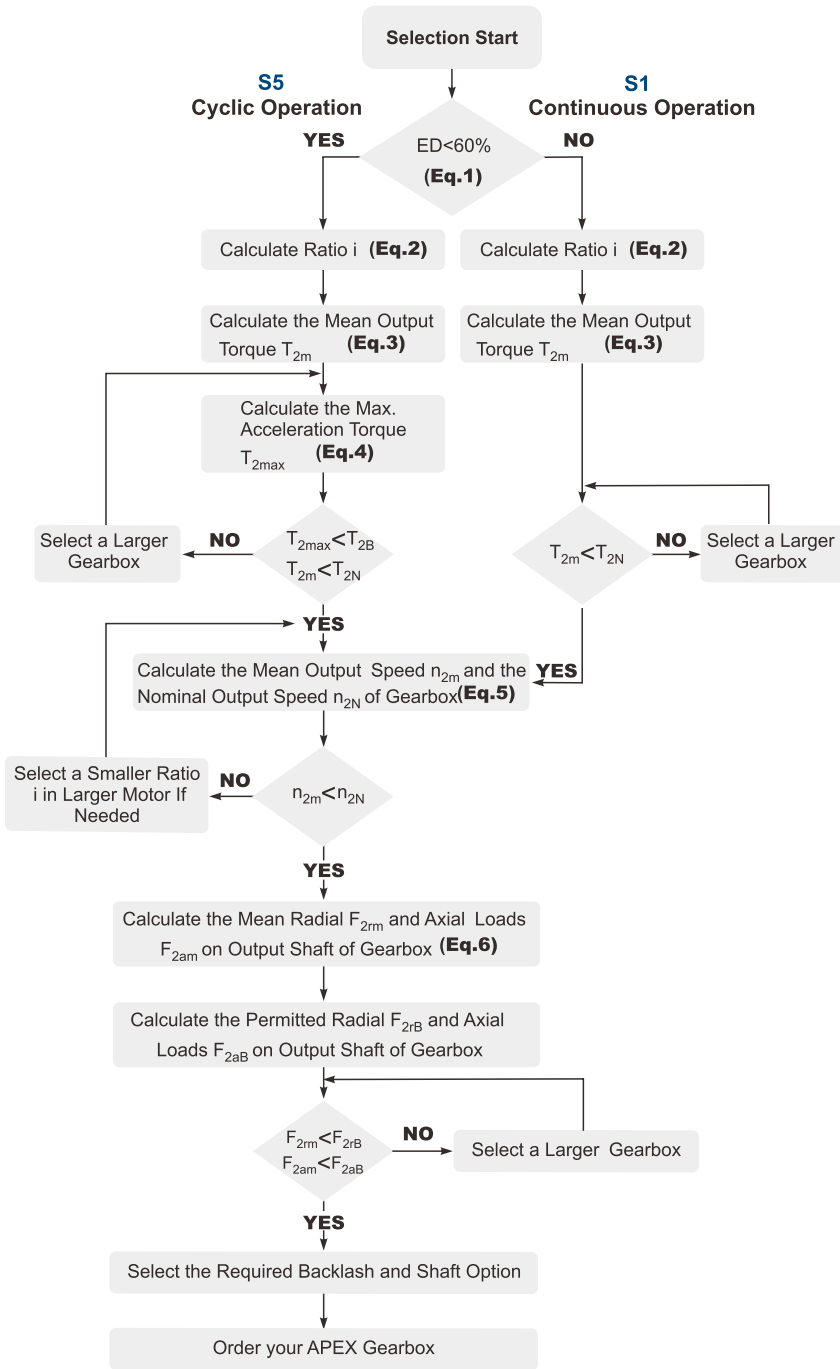 Selection Start
S5
Cyclic Operation
S1
Continuous Operation
YES
ED<60%
(Eq.1)
NO
Calculate Ratio i (Eq.2)
Calculate Ratio i (Eq.2)
Calculate the Mean Output
Torque T2m (Eq.3)
Calculate the Mean Output
Torque T2m (Eq.3)
Calculate the Max.
Acceleration Torque
T2max (Eq.4)
Select a Larger
Gearbox
NO
T2max<T2B
T2m<T2N
T2m<T2N
NO
Select a Larger
Gearbox
YES
Calculate the Mean Output Speed n2m and the
Nominal Output Speed n2N of Gearbox(Eq.5)
YES
Select a Smaller Ratio
i in Larger Motor If
Needed
NO
n2m<n2N
YES
Calculate the Mean Radial F2rm and Axial Loads
F2am on Output Shaft of Gearbox (Eq.6)
Calculate the Permitted Radial F2rB and Axial
Loads F2aB on Output Shaft of Gearbox
F2rm<F2rB
F2am<F2aB
NO
Select a Larger Gearbox
YES
Select the Required Backlash and Shaft Option
Order your APEX Gearbox